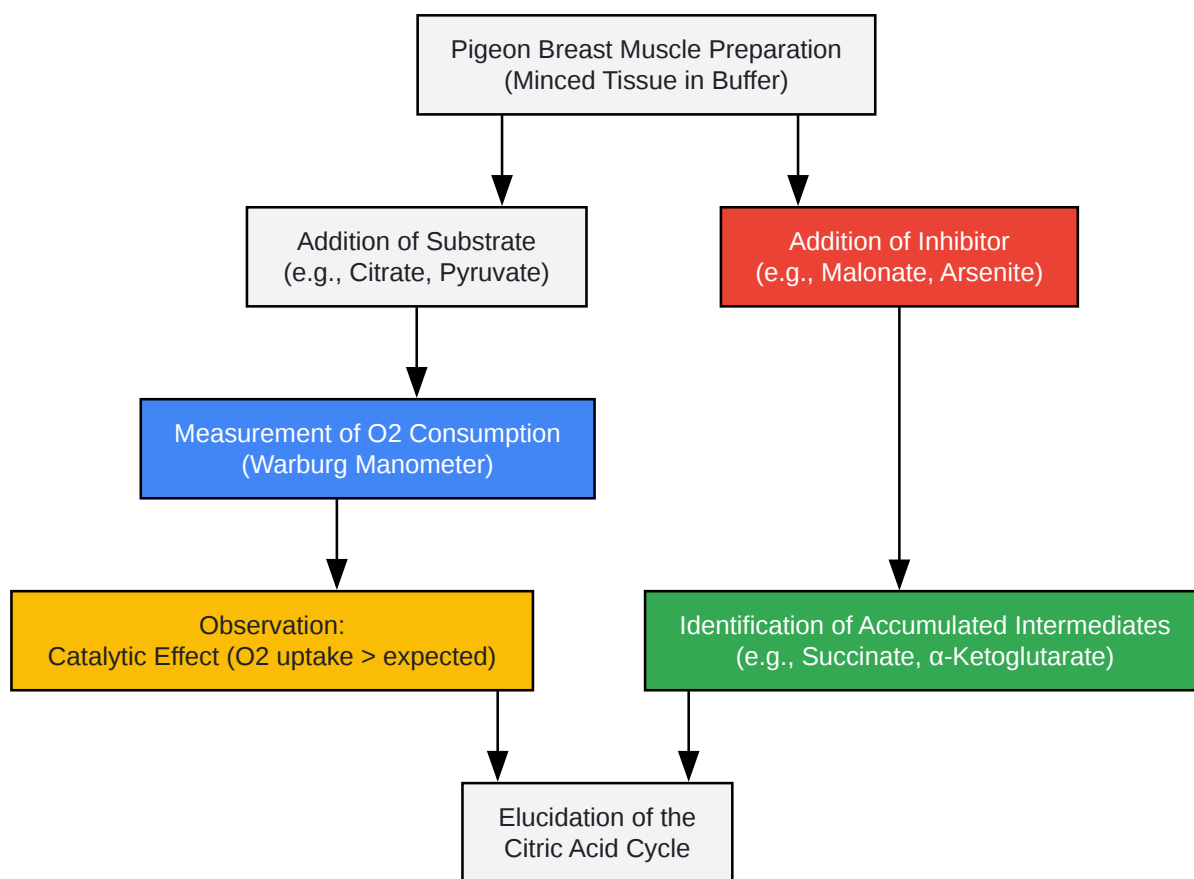 Pigeon Breast Muscle Preparation
(Minced Tissue in Buffer)
Addition of Substrate
(e.g., Citrate, Pyruvate)
Addition of Inhibitor
(e.g., Malonate, Arsenite)
Measurement of O2 Consumption
(Warburg Manometer)
Observation:
Catalytic Effect (O2 uptake > expected)
Identification of Accumulated Intermediates
(e.g., Succinate, α-Ketoglutarate)
Elucidation of the
Citric Acid Cycle